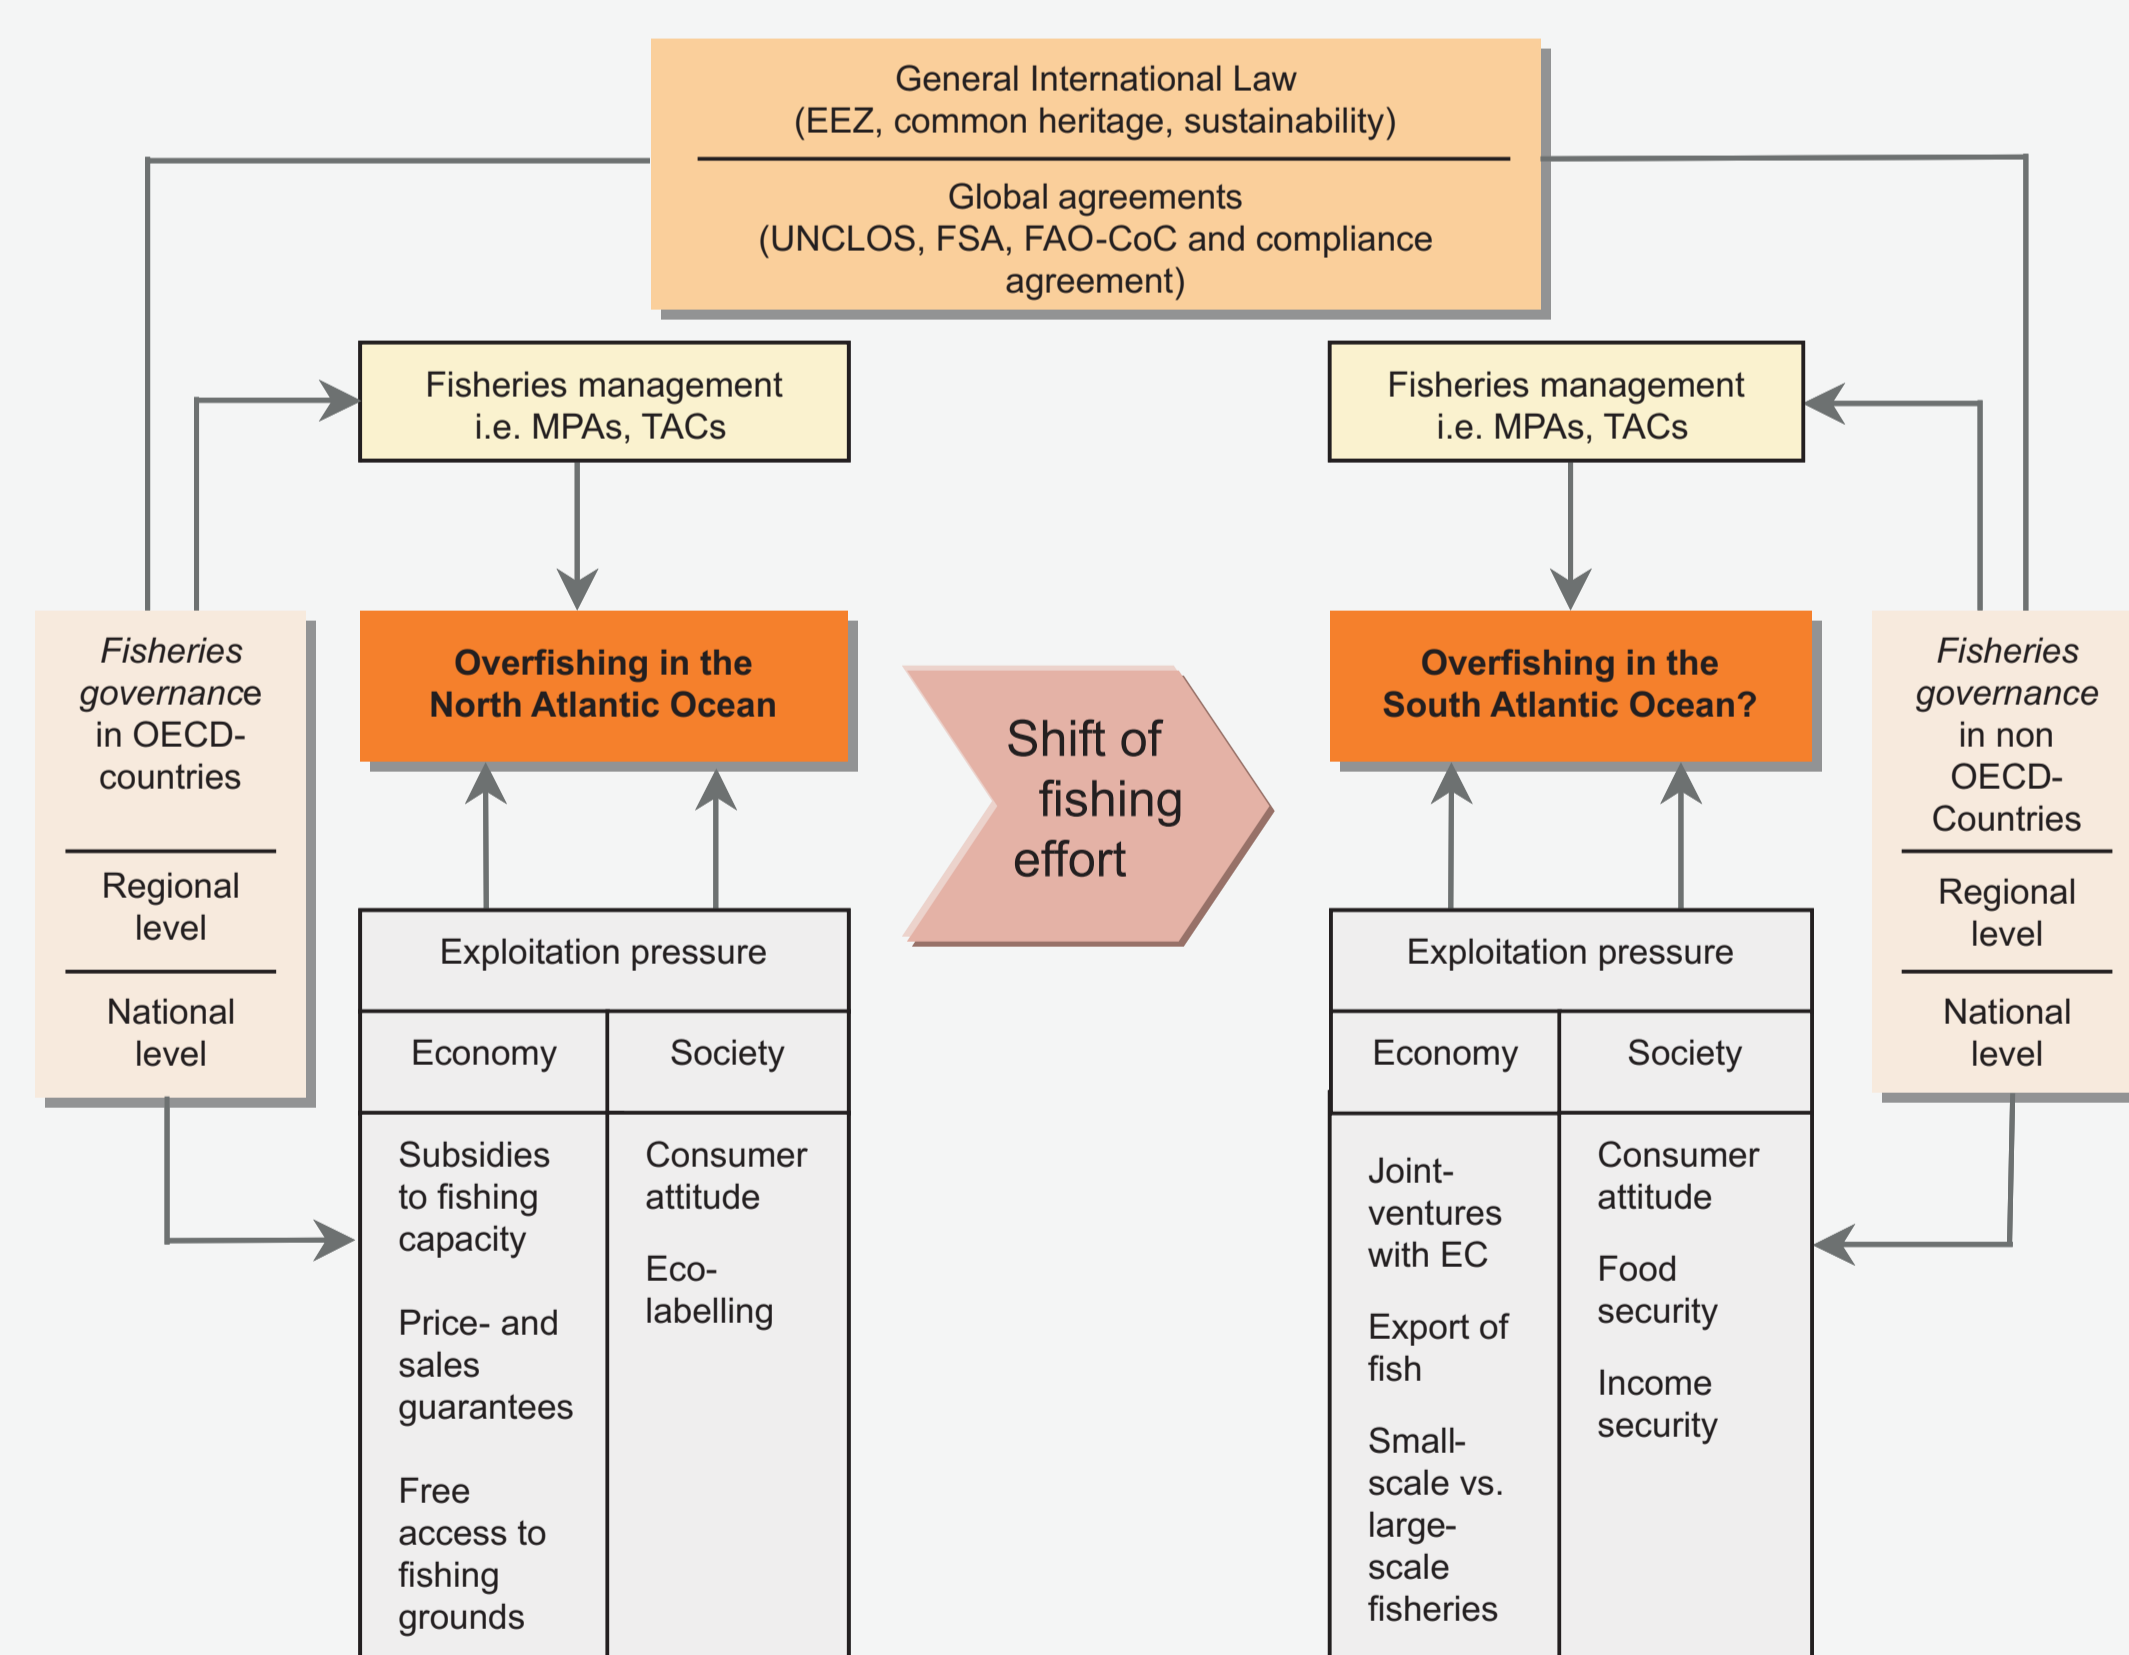 General International Law
(EEZ, common heritage, sustainability)
Global agreements
(UNCLOS, FSA, FAO-CoC and compliance
agreement)
Fisheries management
i.e. MPAs, TACs
Fisheries management
i.e. MPAs, TACs
Fisheries
governance
in OECD-
countries
Regional
level
National
level
Overfishing in the
North Atlantic Ocean
Shift of
fishing
effort
Overfishing in the
South Atlantic Ocean?
Fisheries
governance
in non
OECD-
Countries
Regional
level
National
level
Exploitation pressure
Economy
Society
Subsidies
to fishing
capacity
Price- and
sales
guarantees
Free
access to
fishing
grounds
Consumer
attitude
Eco-
labelling
Exploitation pressure
Economy
Society
Joint-
ventures
with EC
Export of
fish
Small-
scale vs.
large-
scale
fisheries
Consumer
attitude
Food
security
Income
security